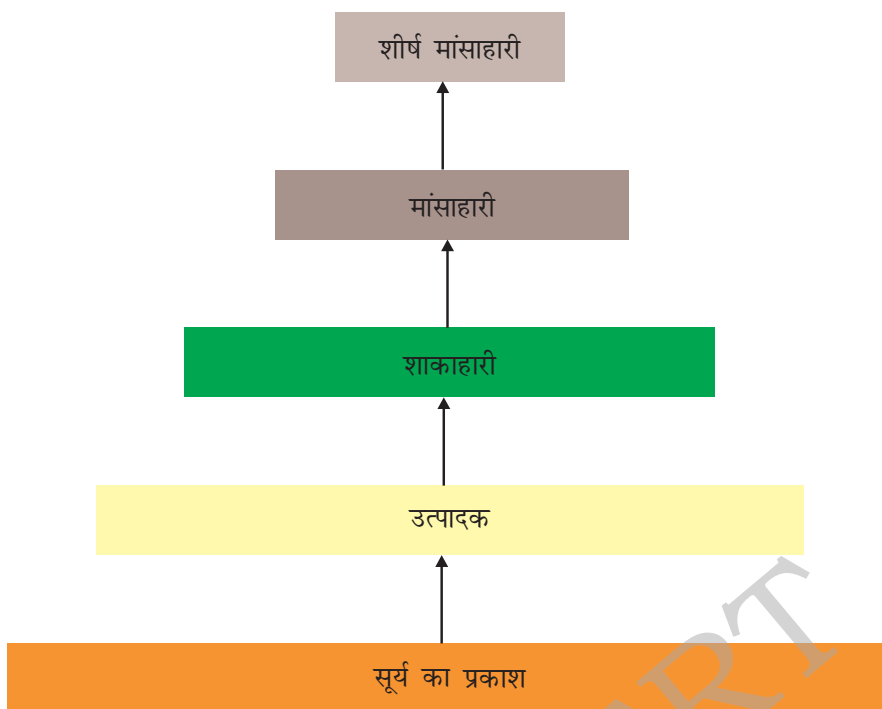 शीर्ष मांसाहारी
मांसाहारी
शाकाहारी
उत्पादक
सूर्य का प्रकाश